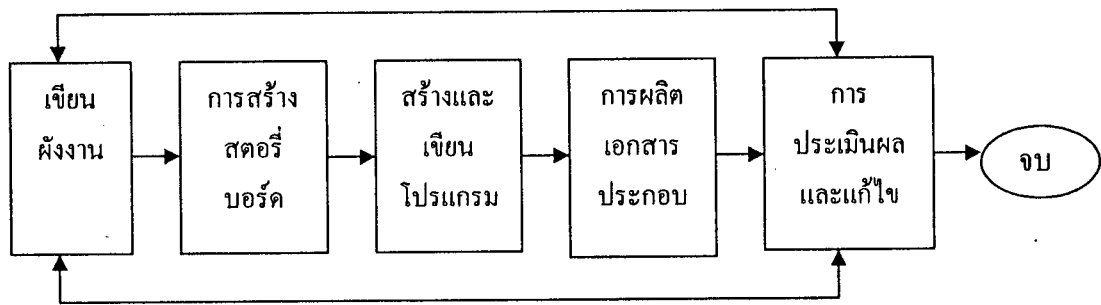 เขียน
ผังงาน
การสร้าง
สตอรี่
บอร์ด
สร้างและ
เขียน
โปรแกรม
การผลิต
เอกสาร
ประกอบ
การ
ประเมินผล
และแก้ไข
จบ